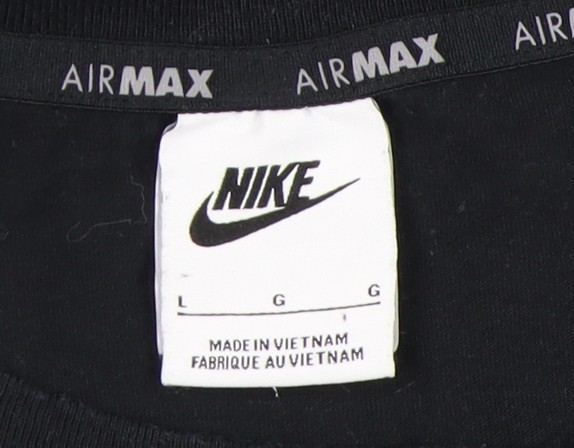 AIRMAX AIRMAX AIR
NIKE
L G G
MADE IN VIETNAM
FABRIQUE AU VIETNAM